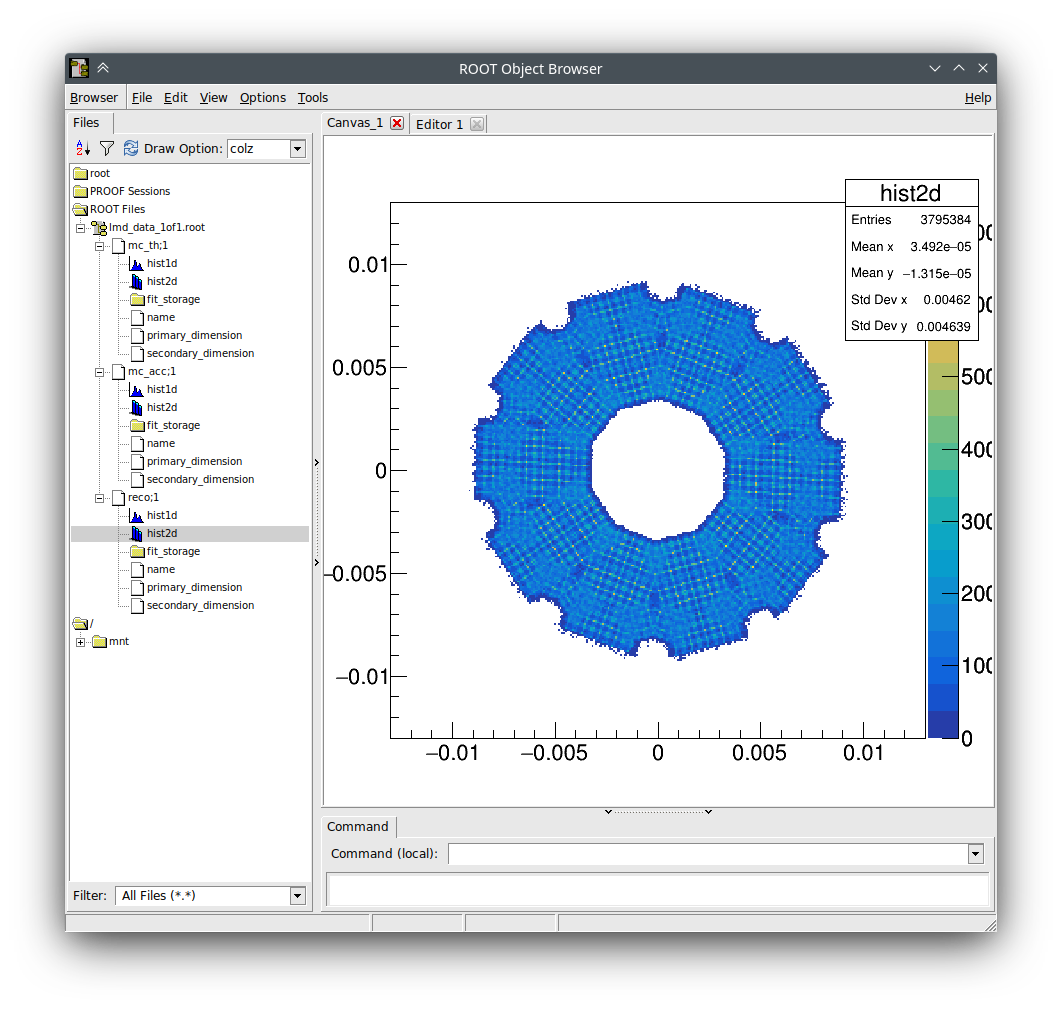 ROOT Object Browser
Browser File Edit View Options Tools Help
Files
Draw Option: colz
root
PROOF Sessions
ROOT Files
lmd_data_1of1.root
mc_th;1
hist1d
hist2d
fit_storage
name
primary_dimension
secondary_dimension
mc_acc;1
hist1d
hist2d
fit_storage
name
primary_dimension
secondary_dimension
reco;1
hist1d
hist2d
fit_storage
name
primary_dimension
secondary_dimension
/
mnt
Filter: All Files (*.*)
Canvas_1 Editor 1
hist2d
Entries 3795384
Mean x 3.492e−05
Mean y −1.315e−05
Std Dev x 0.00462
Std Dev y 0.004639
0.01
0.005
0
−0.005
−0.01
−0.01 −0.005 0 0.005 0.01
500
400
300
200
100
0
Command
Command (local):